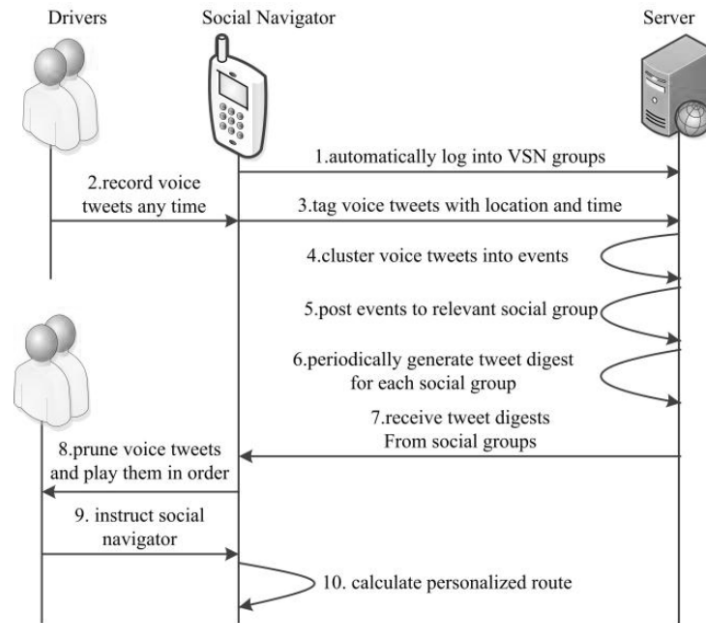 Drivers
Social Navigator
Server
1.automatically log into VSN groups
2.record voice
tweets any time
3.tag voice tweets with location and time
4.cluster voice tweets into events
5.post events to relevant social group
6.periodically generate tweet digest
for each social group
7.receive tweet digests
From social groups
8.prune voice tweets
and play them in order
9. instruct social
navigator
10. calculate personalized route